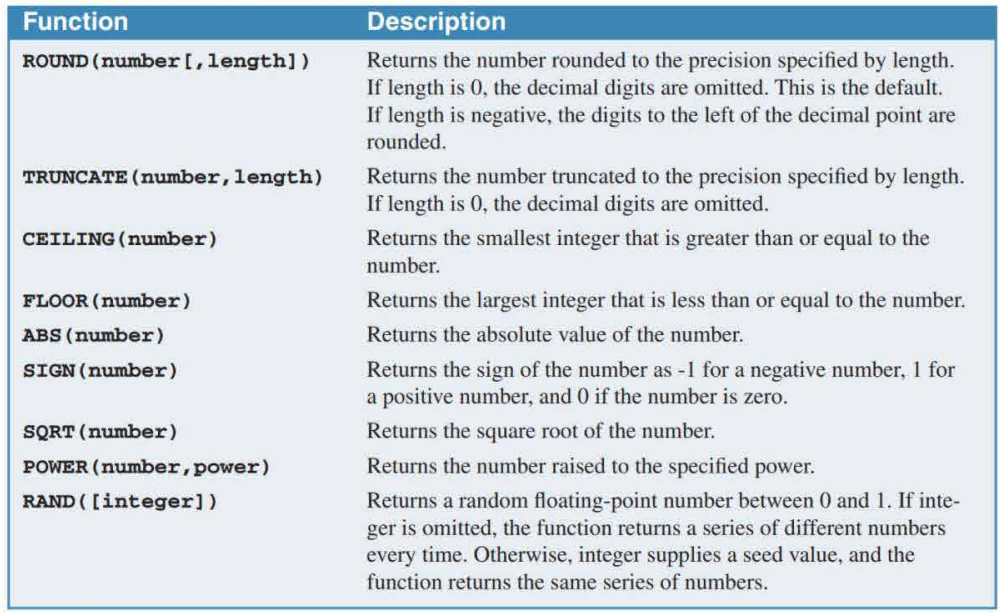 Function Description
ROUND(number[,length]) Returns the number rounded to the precision specified by length.
If length is 0, the decimal digits are omitted. This is the default.
If length is negative, the digits to the left of the decimal point are
rounded.
TRUNCATE(number,length) Returns the number truncated to the precision specified by length.
If length is 0, the decimal digits are omitted.
CEILING(number) Returns the smallest integer that is greater than or equal to the
number.
FLOOR(number) Returns the largest integer that is less than or equal to the number.
ABS(number) Returns the absolute value of the number.
SIGN(number) Returns the sign of the number as -1 for a negative number, 1 for
a positive number, and 0 if the number is zero.
SQRT(number) Returns the square root of the number.
POWER(number,power) Returns the number raised to the specified power.
RAND([integer]) Returns a random floating-point number between 0 and 1. If inte-
ger is omitted, the function returns a series of different numbers
every time. Otherwise, integer supplies a seed value, and the
function returns the same series of numbers.